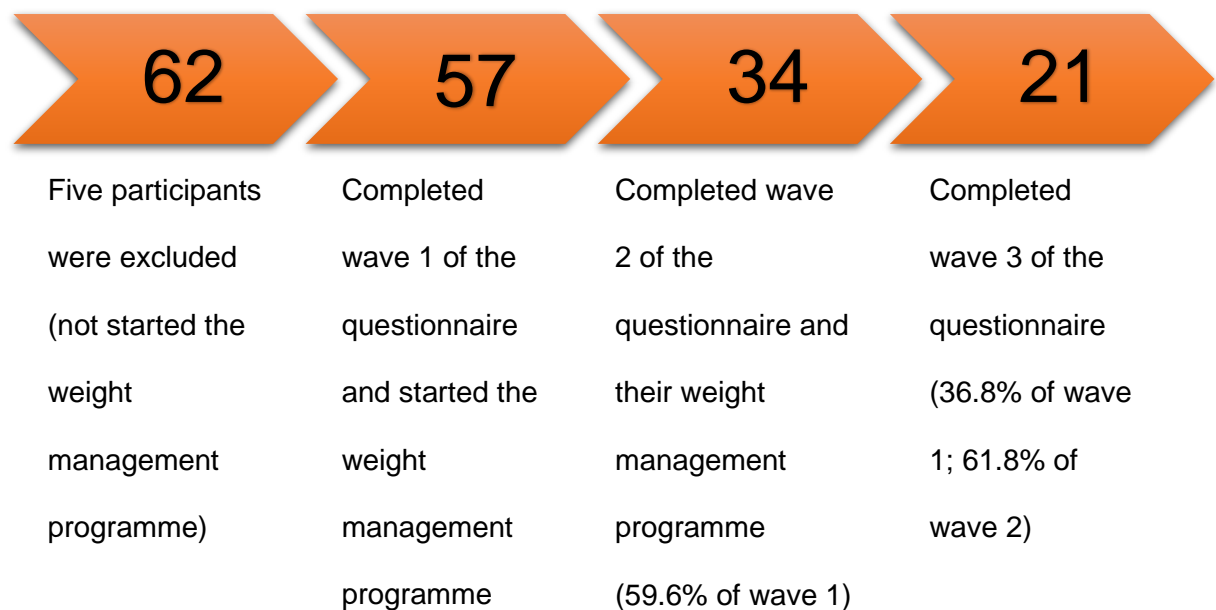 62
Five participants
were excluded
(not started the
weight
management
programme)
57
Completed
wave 1 of the
questionnaire
and started the
weight
management
programme
34
Completed wave
2 of the
questionnaire and
their weight
management
programme
(59.6% of wave 1)
21
Completed
wave 3 of the
questionnaire
(36.8% of wave
1; 61.8% of
wave 2)